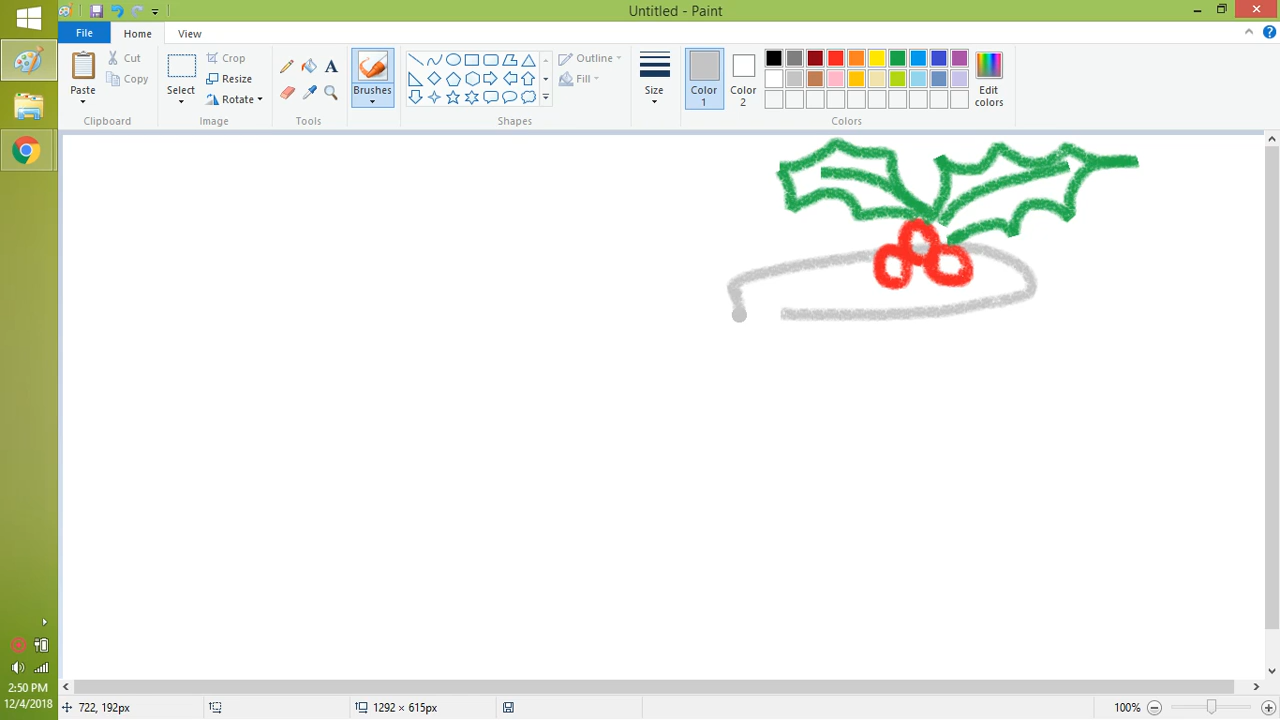 Untitled - Paint
File Home View
Cut
Copy
Paste
Clipboard
Select
Crop
Resize
Rotate
Image
A
Tools
Brushes
Outline
Fill
Shapes
Size
Color 1
Color 2
Edit colors
Colors
2:50 PM
12/4/2018
722, 192px
1292 × 615px
100%